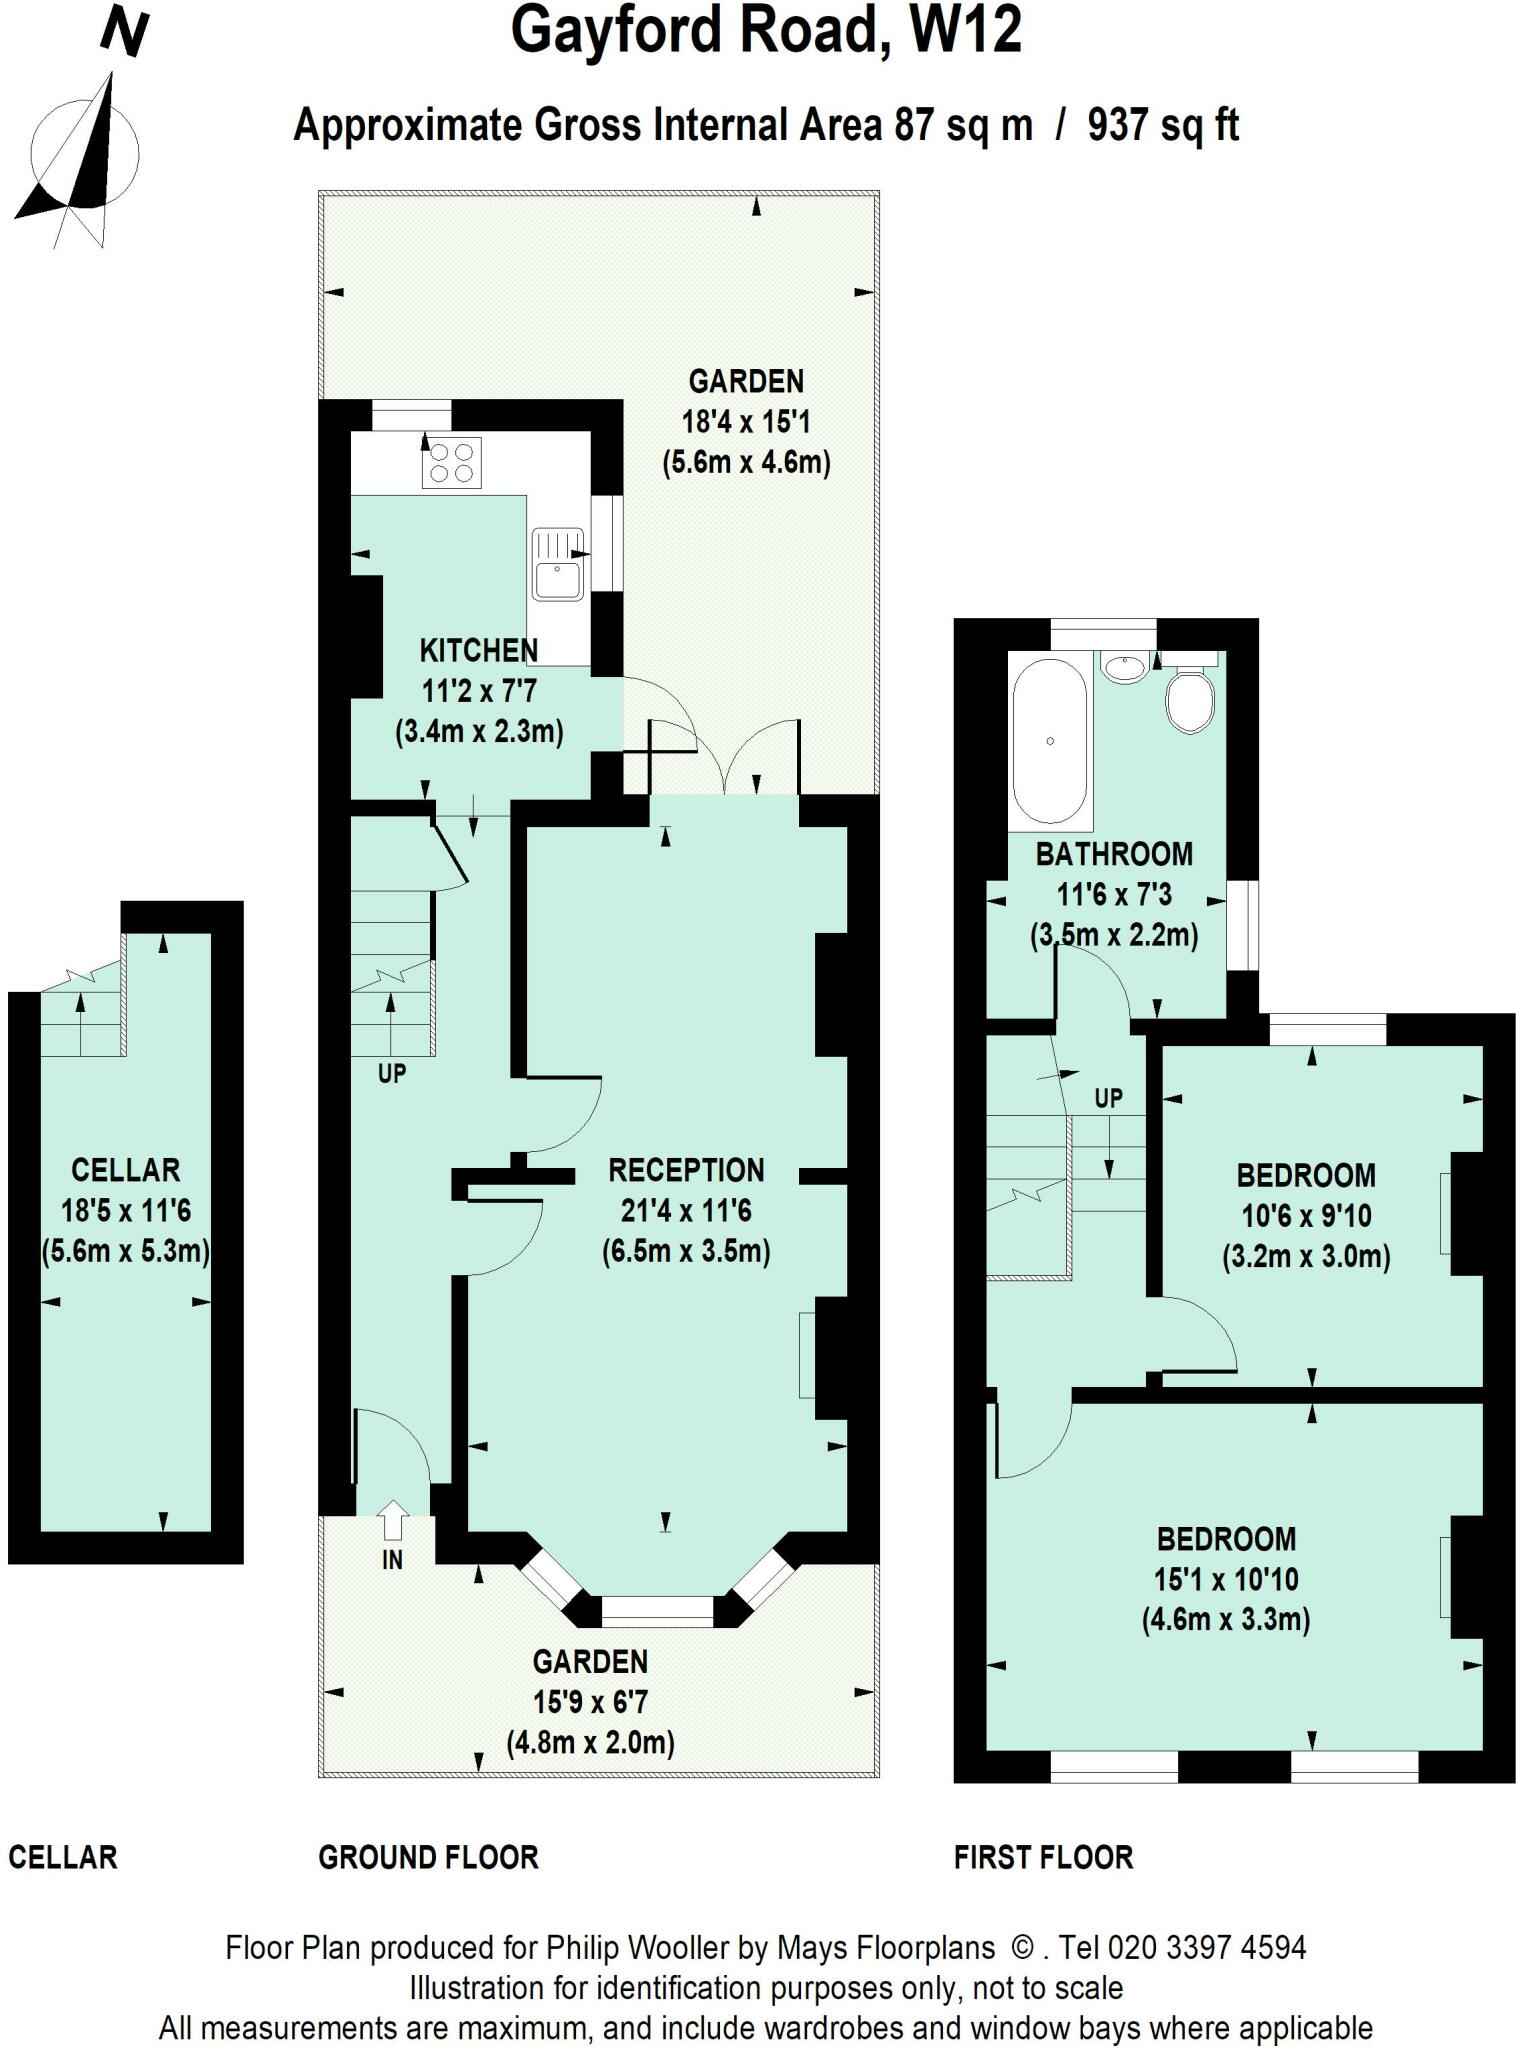 N
Gayford Road, W12
Approximate Gross Internal Area 87 sq m / 937 sq ft
GARDEN
18'4 x 15'1
(5.6m x 4.6m)
KITCHEN
11'2 x 7'7
(3.4m x 2.3m)
UP
RECEPTION
21'4 x 11'6
(6.5m x 3.5m)
IN
GARDEN
15'9 x 6'7
(4.8m x 2.0m)
CELLAR
18'5 x 11'6
(5.6m x 5.3m)
BATHROOM
11'6 x 7'3
(3.5m x 2.2m)
UP
BEDROOM
10'6 x 9'10
(3.2m x 3.0m)
BEDROOM
15'1 x 10'10
(4.6m x 3.3m)
CELLAR
GROUND FLOOR
FIRST FLOOR
Floor Plan produced for Philip Wooller by Mays Floorplans © . Tel 020 3397 4594
Illustration for identification purposes only, not to scale
All measurements are maximum, and include wardrobes and window bays where applicable